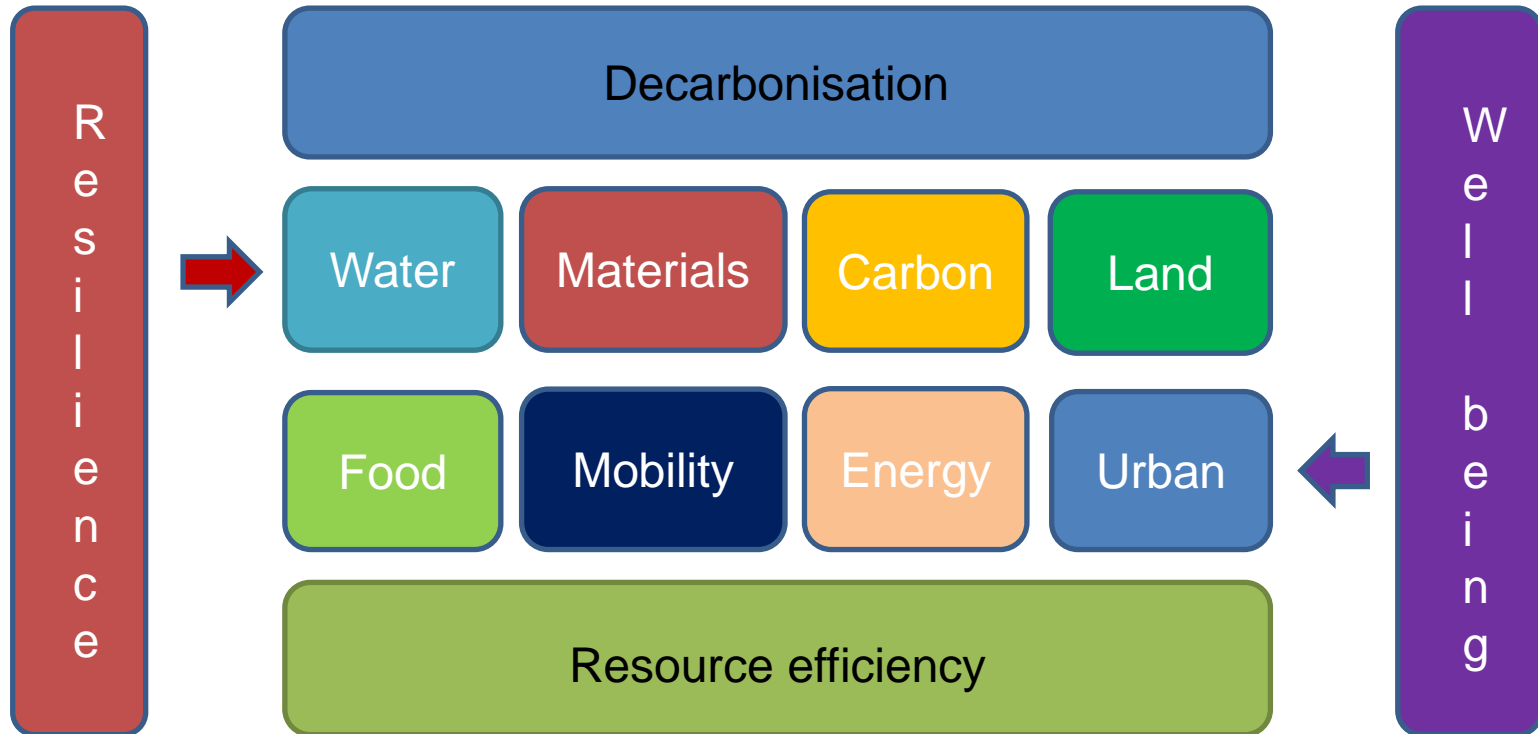 Resilience
Decarbonisation
Water
Materials
Carbon
Land
Food
Mobility
Energy
Urban
Resource efficiency
Well being